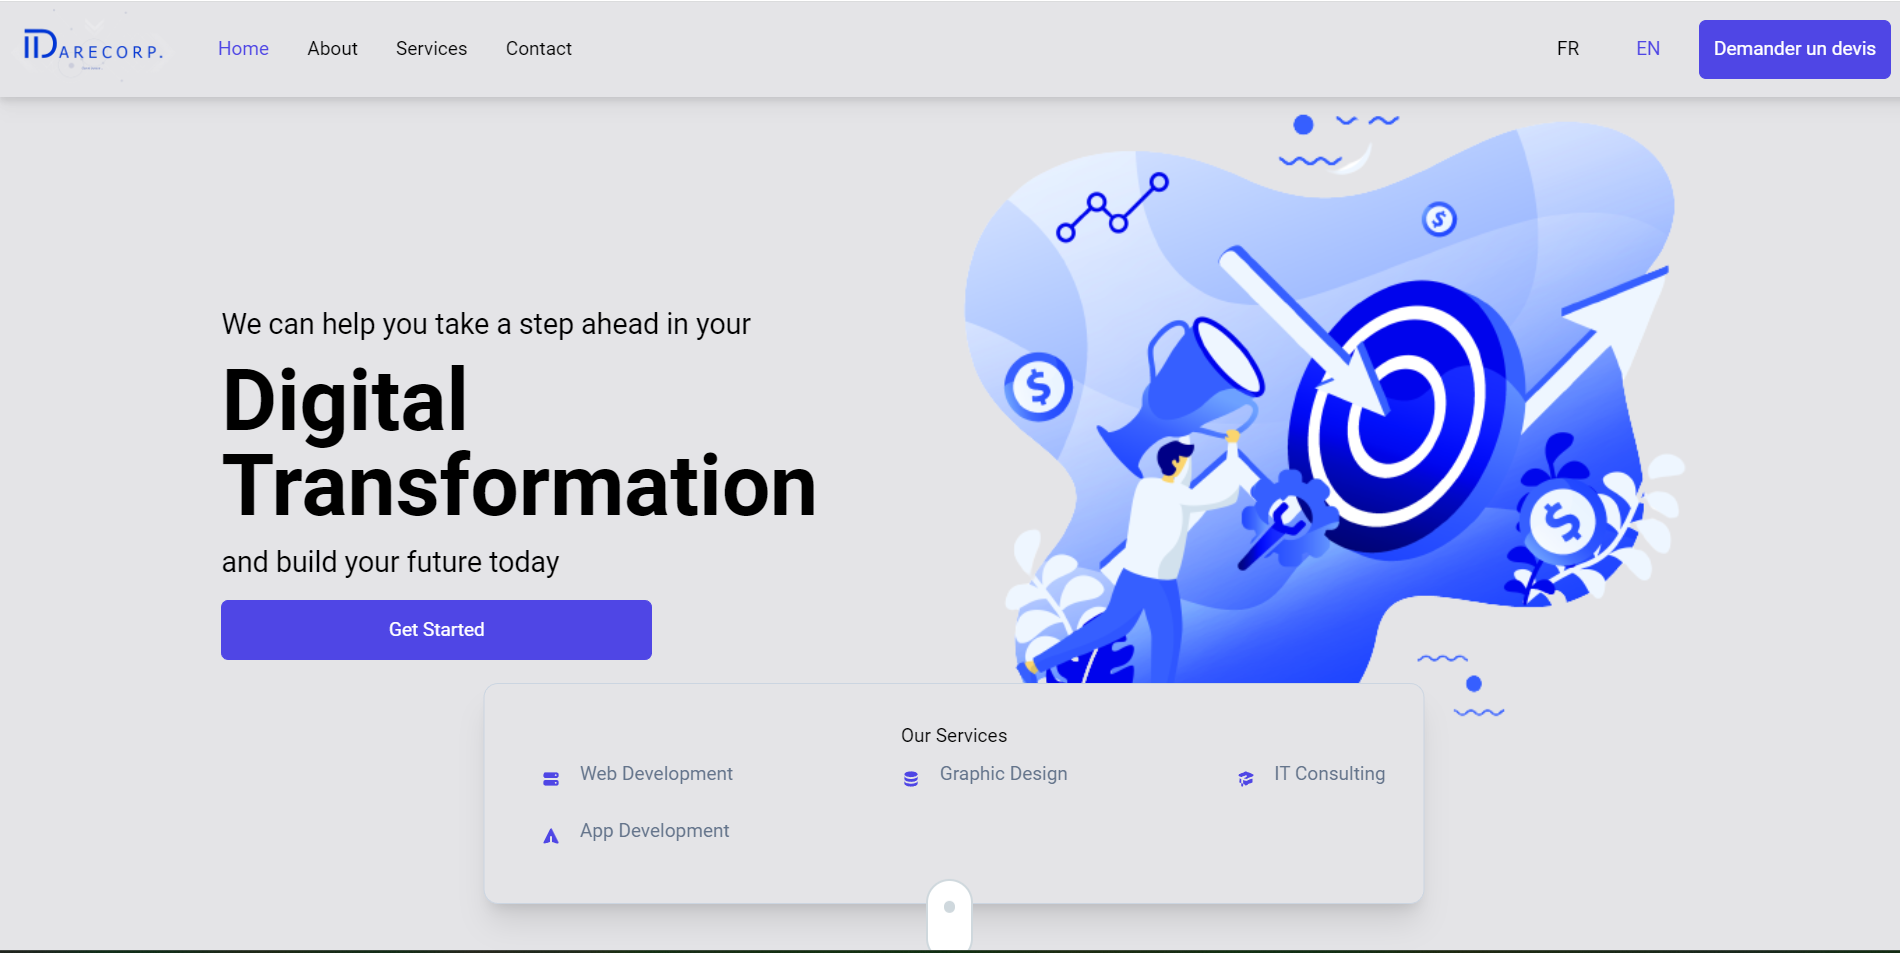 IDARECORP.
Home
About
Services
Contact
FR
EN
Demander un devis
We can help you take a step ahead in your
Digital
Transformation
and build your future today
Get Started
Our Services
Web Development
Graphic Design
IT Consulting
App Development